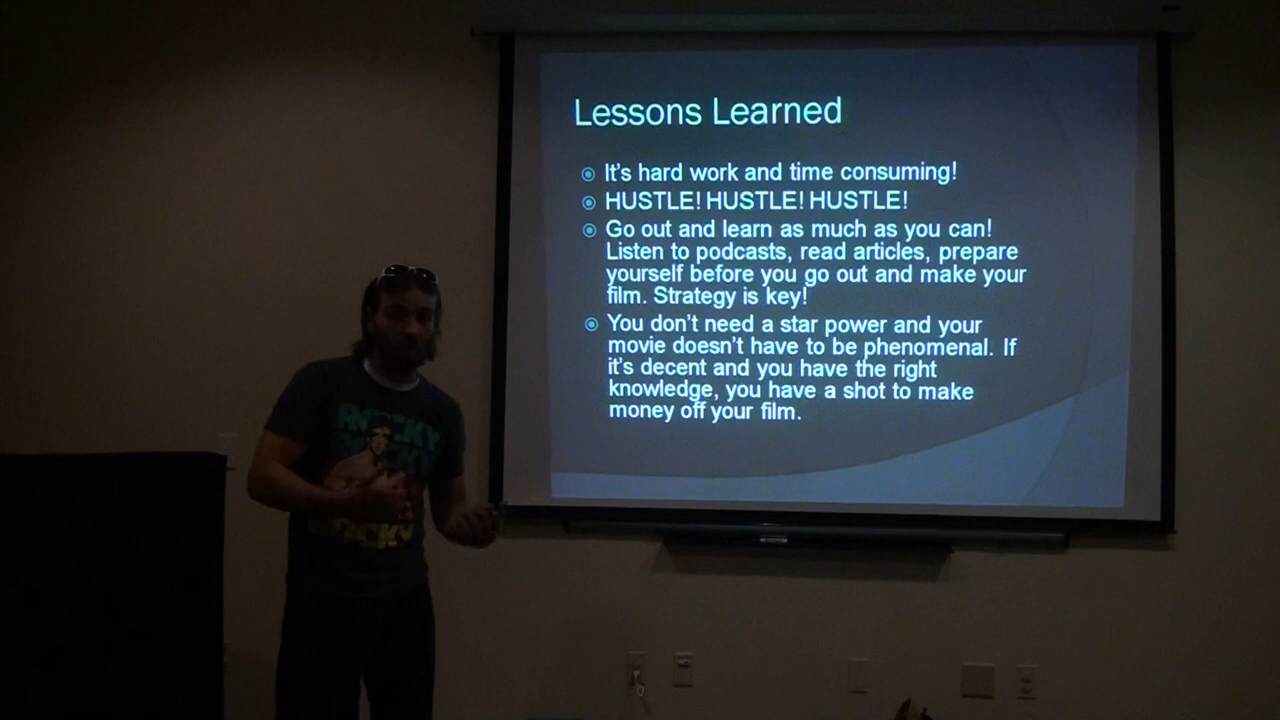 Lessons Learned
It's hard work and time consuming!
HUSTLE! HUSTLE! HUSTLE!
Go out and learn as much as you can!
Listen to podcasts, read articles, prepare
yourself before you go out and make your
film. Strategy is key!
You don't need a star power and your
movie doesn't have to be phenomenal. If
it's decent and you have the right
knowledge, you have a shot to make
money off your film.
ROCKY
ROCKY
ROCKY